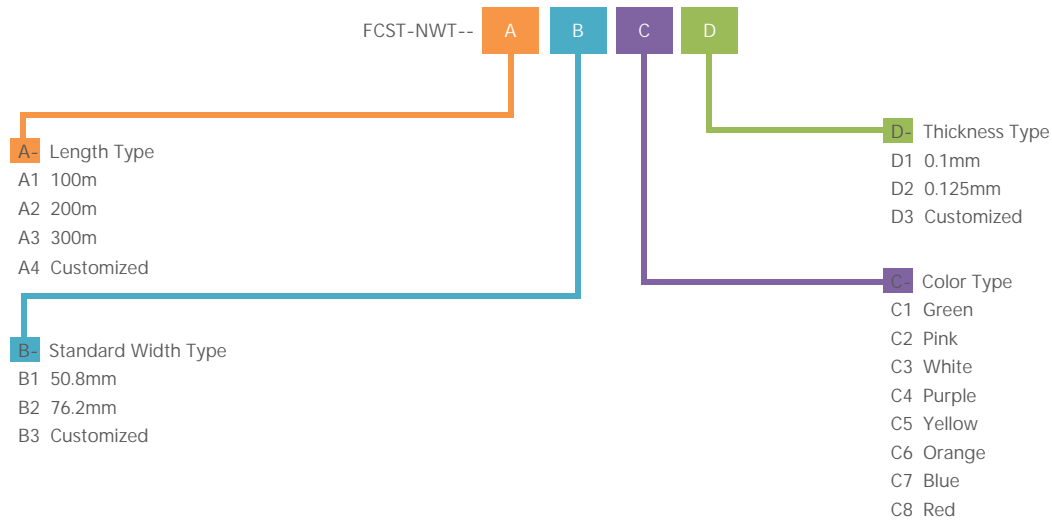 FCST-NWT-- A B C D
A- Length Type
A1 100m
A2 200m
A3 300m
A4 Customized
B- Standard Width Type
B1 50.8mm
B2 76.2mm
B3 Customized
D- Thickness Type
D1 0.1mm
D2 0.125mm
D3 Customized
C- Color Type
C1 Green
C2 Pink
C3 White
C4 Purple
C5 Yellow
C6 Orange
C7 Blue
C8 Red